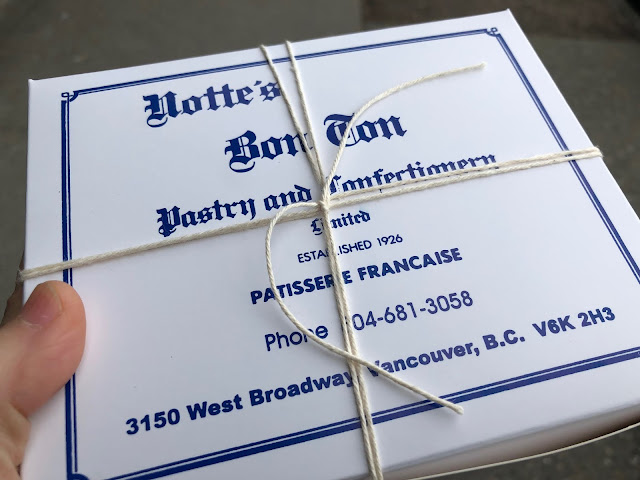 Notte's
Bon Ton
Pastry and Confectionery
Limited
ESTABLISHED 1926
PATISSERIE FRANCAISE
Phone 604-681-3058
3150 West Broadway, Vancouver, B.C. V6K 2H3